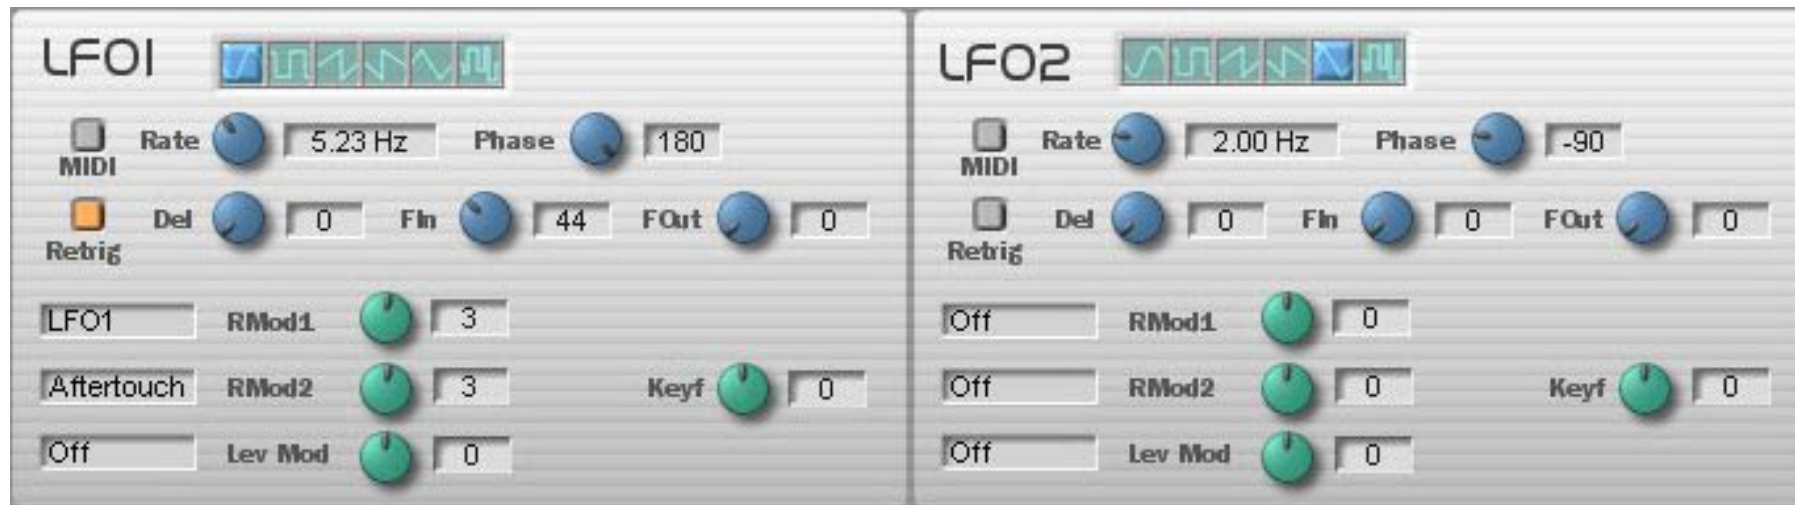 LFO1
MIDI Rate 5.23 Hz Phase 180
Retrig Del 0 FIn 44 FOut 0
LFO1 RMod1 3
Aftertouch RMod2 3 Keyf 0
Off Lev Mod 0
LFO2
MIDI Rate 2.00 Hz Phase -90
Retrig Del 0 FIn 0 FOut 0
Off RMod1 0
Off RMod2 0 Keyf 0
Off Lev Mod 0